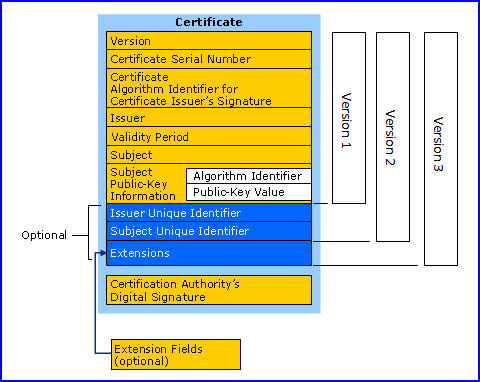 Certificate
Version
Certificate Serial Number
Certificate
Algorithm Identifier for
Certificate Issuer's Signature
Issuer
Validity Period
Subject
Subject
Public-Key
Information
Algorithm Identifier
Public-Key Value
Issuer Unique Identifier
Subject Unique Identifier
Extensions
Optional
Certification Authority's
Digital Signature
Extension Fields
(optional)
Version 1
Version 2
Version 3